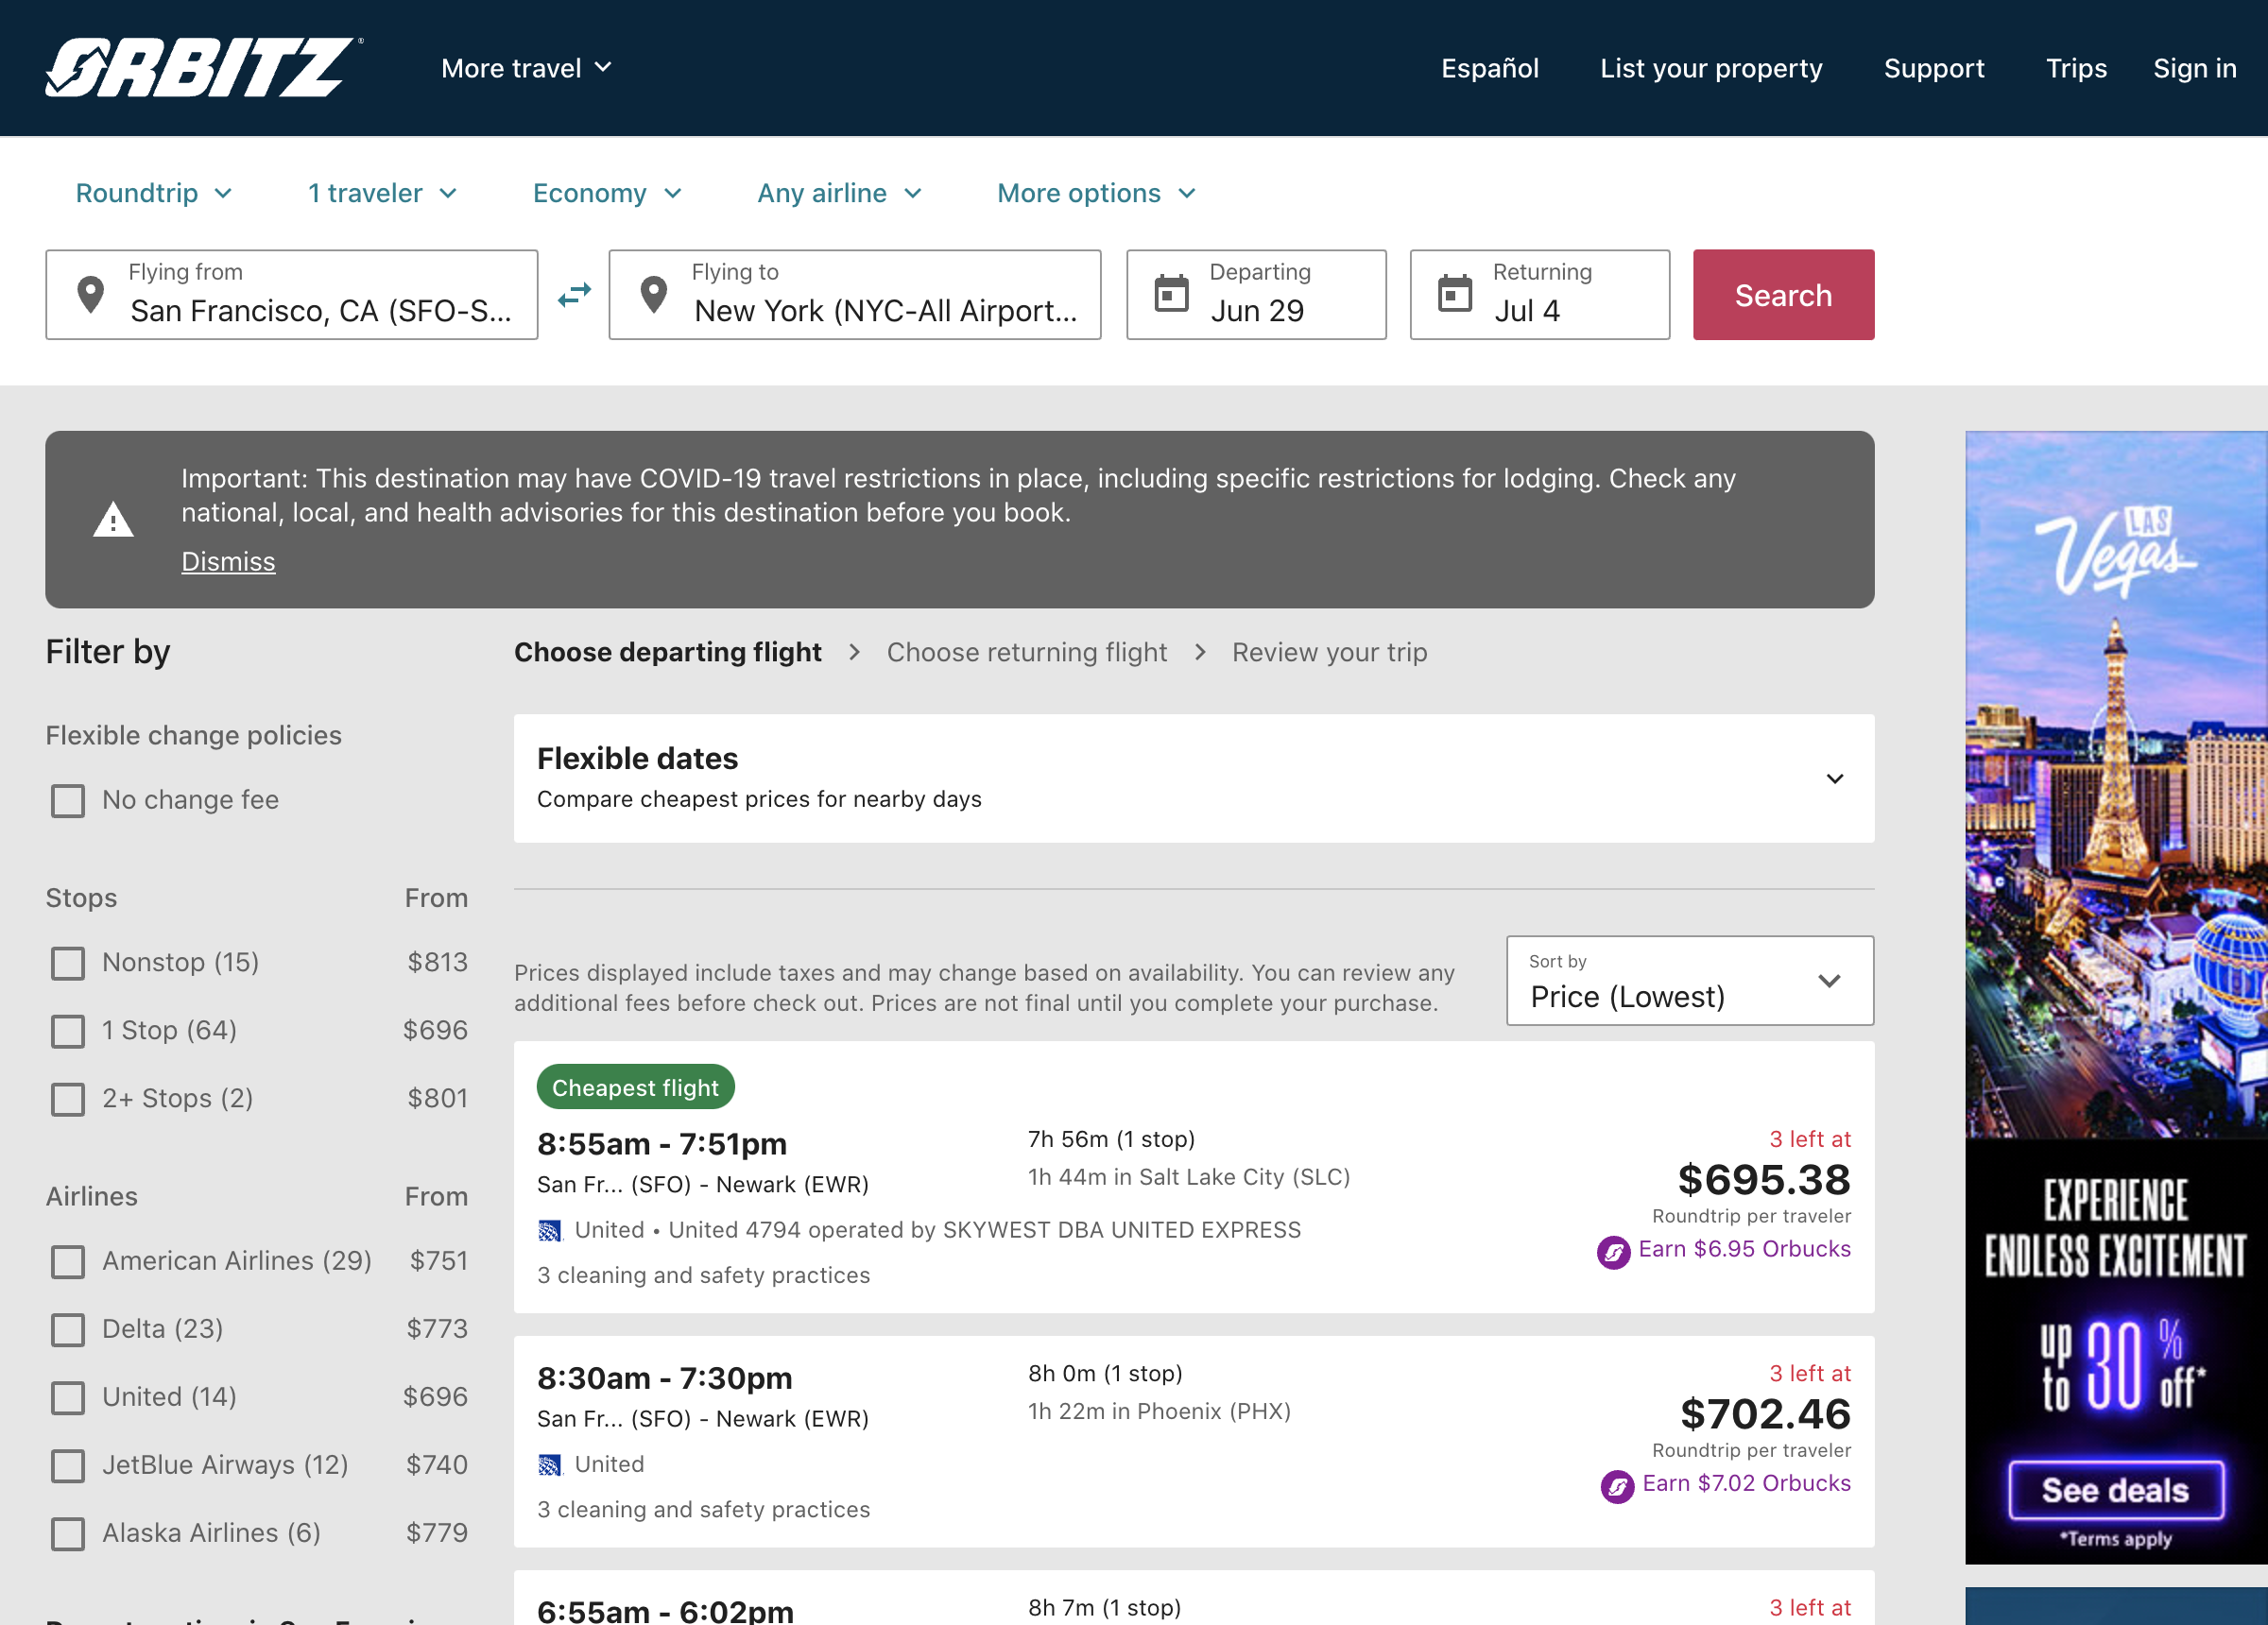 ORBITZ
More travel
Español
List your property
Support
Trips
Sign in
Roundtrip
1 traveler
Economy
Any airline
More options
Flying from
San Francisco, CA (SFO-S...
Flying to
New York (NYC-All Airport...
Departing
Jun 29
Returning
Jul 4
Search
Important: This destination may have COVID-19 travel restrictions in place, including specific restrictions for lodging. Check any
national, local, and health advisories for this destination before you book.
Dismiss
Filter by
Flexible change policies
No change fee
Stops From
Nonstop (15) $813
1 Stop (64) $696
2+ Stops (2) $801
Airlines From
American Airlines (29) $751
Delta (23) $773
United (14) $696
JetBlue Airways (12) $740
Alaska Airlines (6) $779
Choose departing flight > Choose returning flight > Review your trip
Flexible dates
Compare cheapest prices for nearby days
Prices displayed include taxes and may change based on availability. You can review any
additional fees before check out. Prices are not final until you complete your purchase.
Sort by
Price (Lowest)
Cheapest flight
8:55am - 7:51pm
San Fr... (SFO) - Newark (EWR)
United • United 4794 operated by SKYWEST DBA UNITED EXPRESS
3 cleaning and safety practices
7h 56m (1 stop)
1h 44m in Salt Lake City (SLC)
3 left at
$695.38
Roundtrip per traveler
Earn $6.95 Orbucks
8:30am - 7:30pm
San Fr... (SFO) - Newark (EWR)
United
3 cleaning and safety practices
8h 0m (1 stop)
1h 22m in Phoenix (PHX)
3 left at
$702.46
Roundtrip per traveler
Earn $7.02 Orbucks
6:55am - 6:02pm
8h 7m (1 stop)
3 left at
LAS
Vegas
EXPERIENCE
ENDLESS EXCITEMENT
up to 30% off*
See deals
*Terms apply